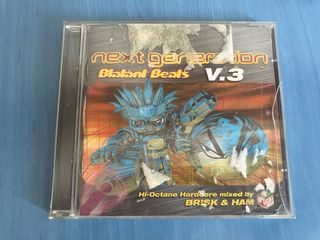 next generation
Blatant Beats V.3
Hi-Octane Hardcore mixed by
BRISK & HAM